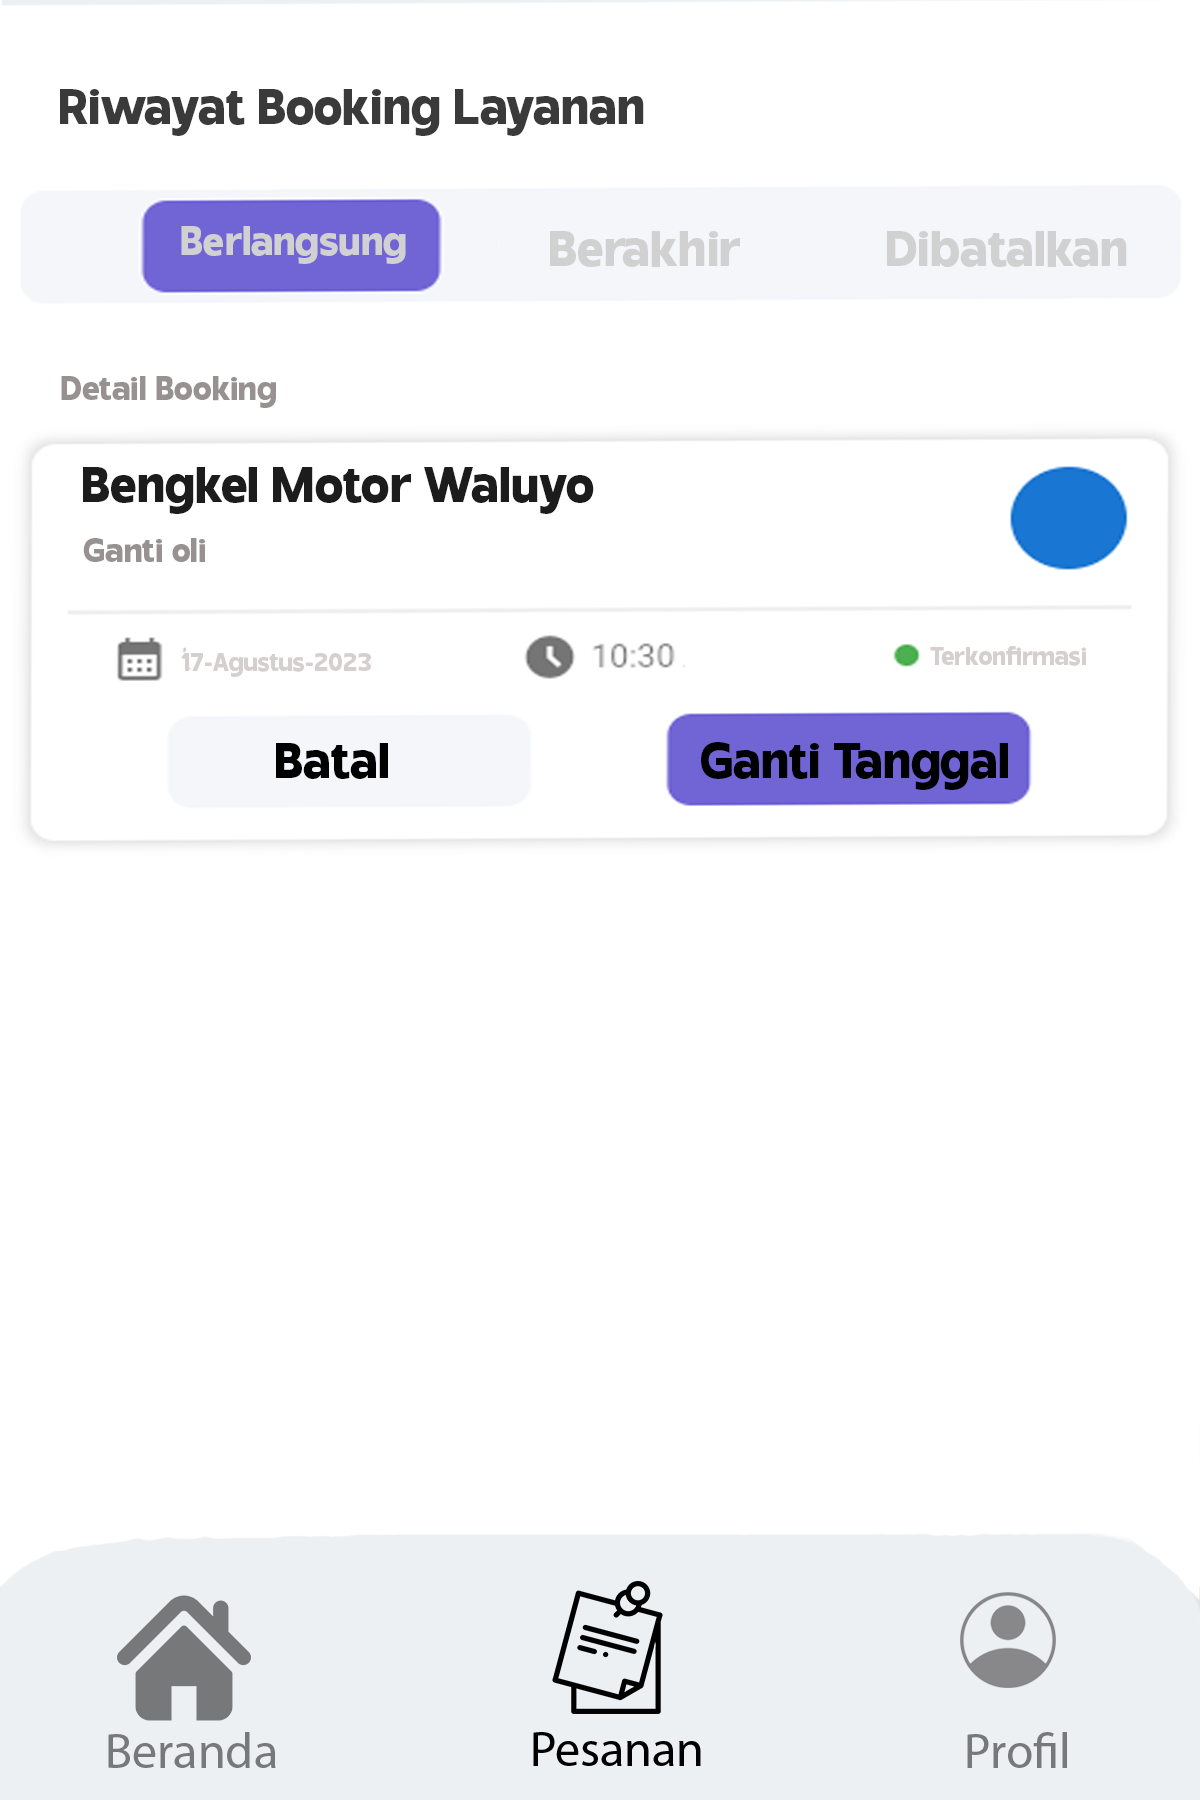 Riwayat Booking Layanan
Berlangsung Berakhir Dibatalkan
Detail Booking
Bengkel Motor Waluyo
Ganti oli
17-Agustus-2023 10:30 Terkonfirmasi
Batal Ganti Tanggal
Beranda Pesanan Profil